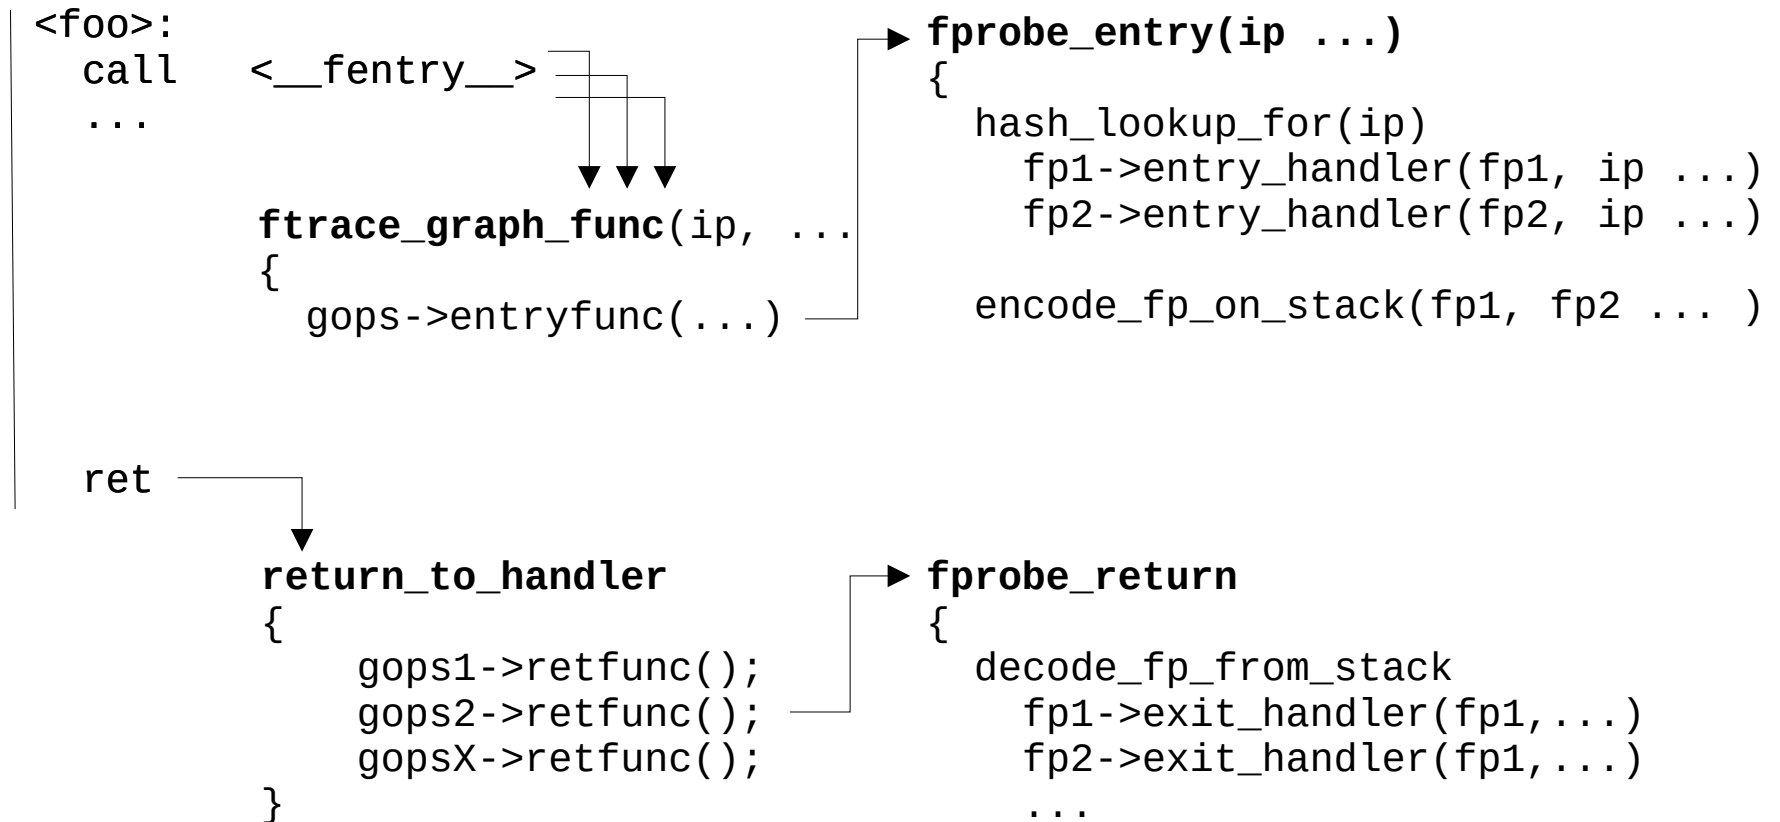 <foo>:
call <__fentry__>
...
ftrace_graph_func(ip, ...
{
gops->entryfunc(...)
fprobe_entry(ip ...)
{
hash_lookup_for(ip)
fp1->entry_handler(fp1, ip ...)
fp2->entry_handler(fp2, ip ...)
encode_fp_on_stack(fp1, fp2 ... )
ret
return_to_handler
{
gops1->retfunc();
gops2->retfunc();
gopsX->retfunc();
}
fprobe_return
{
decode_fp_from_stack
fp1->exit_handler(fp1,...)
fp2->exit_handler(fp1,...)
...